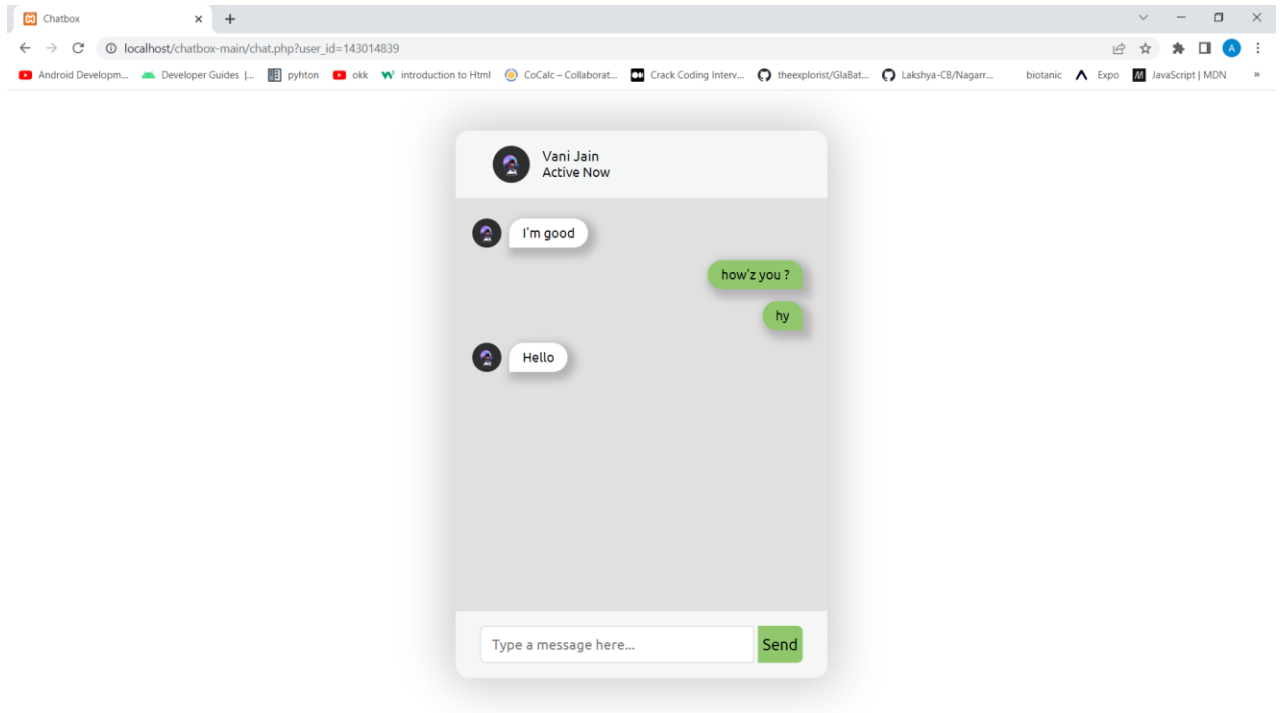 Chatbox
localhost/chatbox-main/chat.php?user_id=143014839
A
Android Developm... Developer Guides |... pyhton okk introduction to Html CoCalc – Collaborat... Crack Coding Interv... theexplorist/GlaBat... Lakshya-CB/Nagarr... biotanic Expo JavaScript | MDN »
Vani Jain
Active Now
I'm good
how'z you ?
hy
Hello
Type a message here... Send